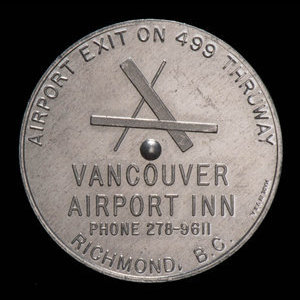 AIRPORT EXIT ON 499 THRUWAY
VANCOUVER
AIRPORT INN
PHONE 278-9611
RICHMOND, B.C.